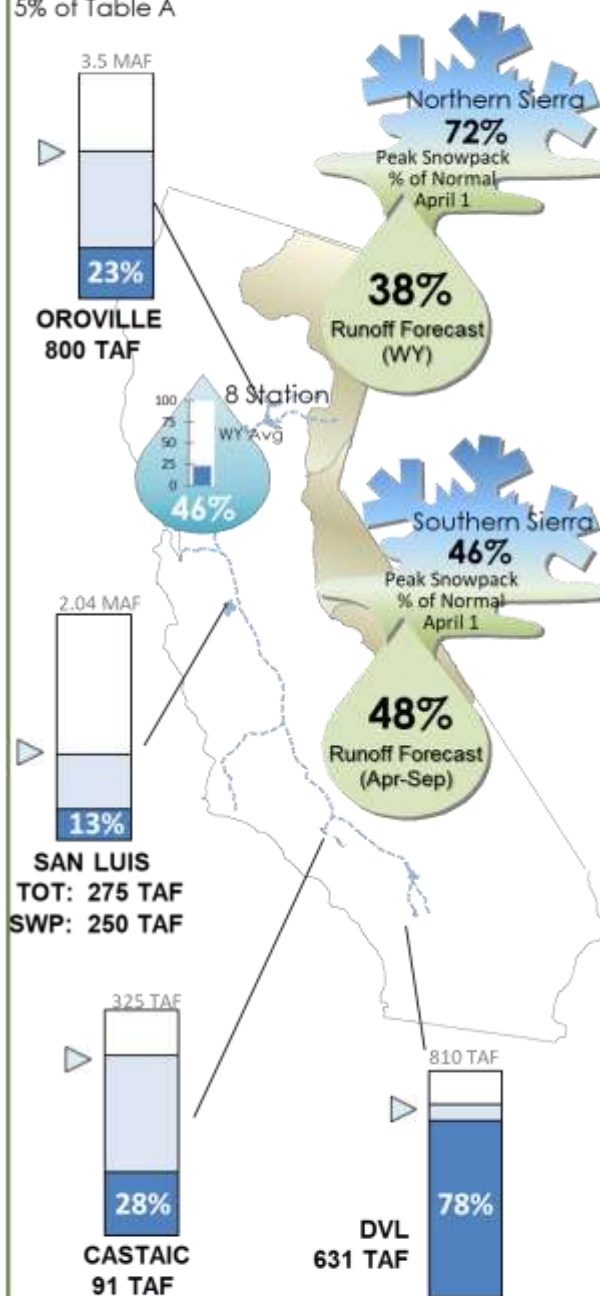 5% of Table A
3.5 MAF
23%
OROVILLE
800 TAF
Northern Sierra
72%
Peak Snowpack
% of Normal
April 1
38%
Runoff Forecast
(WY)
8 Station
WY Avg
100
75
50
25
0
46%
Southern Sierra
46%
Peak Snowpack
% of Normal
April 1
48%
Runoff Forecast
(Apr-Sep)
2.04 MAF
13%
SAN LUIS
TOT: 275 TAF
SWP: 250 TAF
325 TAF
28%
CASTAIC
91 TAF
810 TAF
78%
DVL
631 TAF